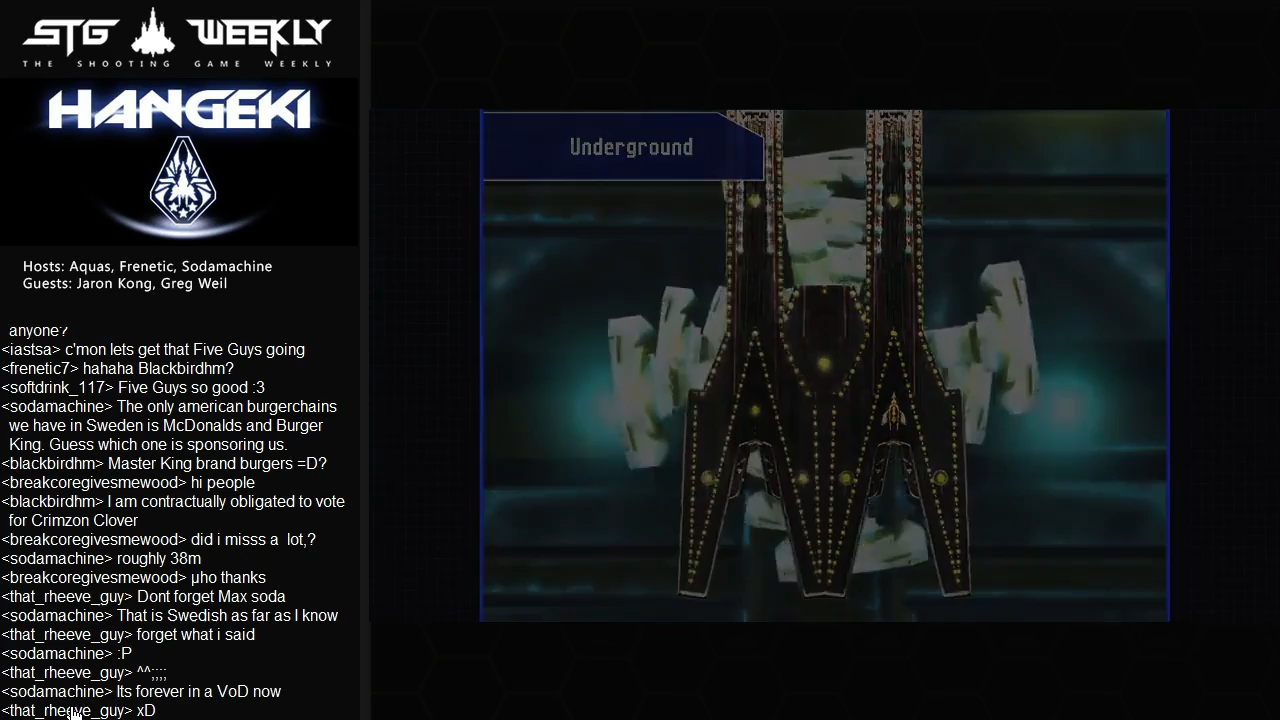 STG WEEKLY
THE SHOOTING GAME WEEKLY
HANGEKI
Hosts: Aquas, Frenetic, Sodamachine
Guests: Jaron Kong, Greg Weil
anyone?
<iastsa> c'mon lets get that Five Guys going
<frenetic7> hahaha Blackbirdhm?
<softdrink_117> Five Guys so good :3
<sodamachine> The only american burgerchains
we have in Sweden is McDonalds and Burger
King. Guess which one is sponsoring us.
<blackbirdhm> Master King brand burgers =D?
<breakcoregivesmewood> hi people
<blackbirdhm> I am contractually obligated to vote
for Crimzon Clover
<breakcoregivesmewood> did i misss a  lot,?
<sodamachine> roughly 38m
<breakcoregivesmewood> µho thanks
<that_rheeve_guy> Dont forget Max soda
<sodamachine> That is Swedish as far as I know
<that_rheeve_guy> forget what i said
<sodamachine> :P
<that_rheeve_guy> ^^;;;;
<sodamachine> Its forever in a VoD now
<that_rheeve_guy> xD
Underground